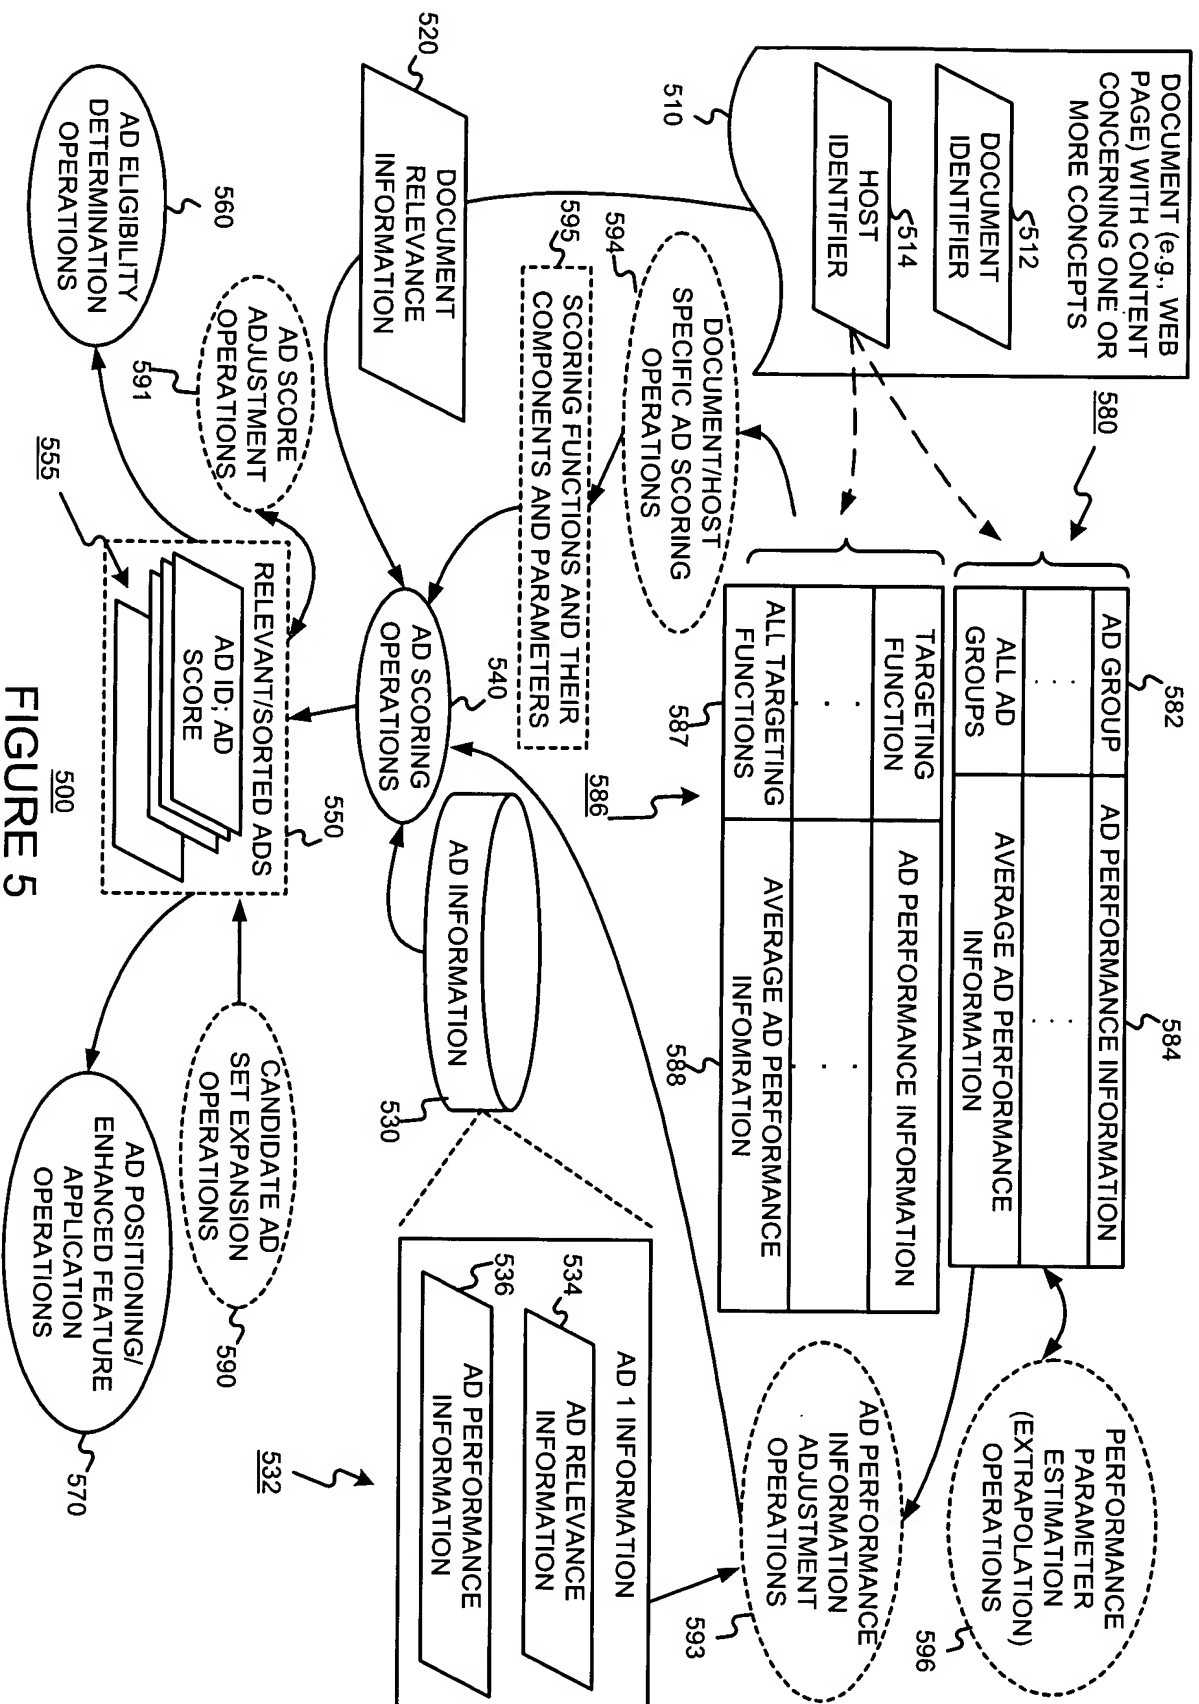 DOCUMENT (e.g., WEB
PAGE) WITH CONTENT
CONCERNING ONE OR
MORE CONCEPTS
512
DOCUMENT
IDENTIFIER
514
HOST
IDENTIFIER
510
580
582
584
AD GROUP
AD PERFORMANCE INFORMATION
. . .
. . .
ALL AD
GROUPS
AVERAGE AD PERFORMANCE
INFORMATION
TARGETING
FUNCTION
AD PERFORMANCE INFORMATION
. . .
. . .
ALL TARGETING
FUNCTIONS
AVERAGE AD PERFORMANCE
INFOMRATION
587
586
588
PERFORMANCE
PARAMETER
ESTIMATION
(EXTRAPOLATION)
OPERATIONS
596
AD PERFORMANCE
INFORMATION
ADJUSTMENT
OPERATIONS
593
DOCUMENT/HOST
SPECIFIC AD SCORING
OPERATIONS
594
595
SCORING FUNCTIONS AND THEIR
COMPONENTS AND PARAMETERS
520
DOCUMENT
RELEVANCE
INFORMATION
540
AD SCORING
OPERATIONS
AD INFORMATION
530
AD 1 INFORMATION
534
AD RELEVANCE
INFORMATION
536
AD PERFORMANCE
INFORMATION
532
560
AD ELIGIBILITY
DETERMINATION
OPERATIONS
AD SCORE
ADJUSTMENT
OPERATIONS
591
550
RELEVANT/SORTED ADS
AD ID; AD
SCORE
555
CANDIDATE AD
SET EXPANSION
OPERATIONS
590
AD POSITIONING/
ENHANCED FEATURE
APPLICATION
OPERATIONS
570
500
FIGURE 5